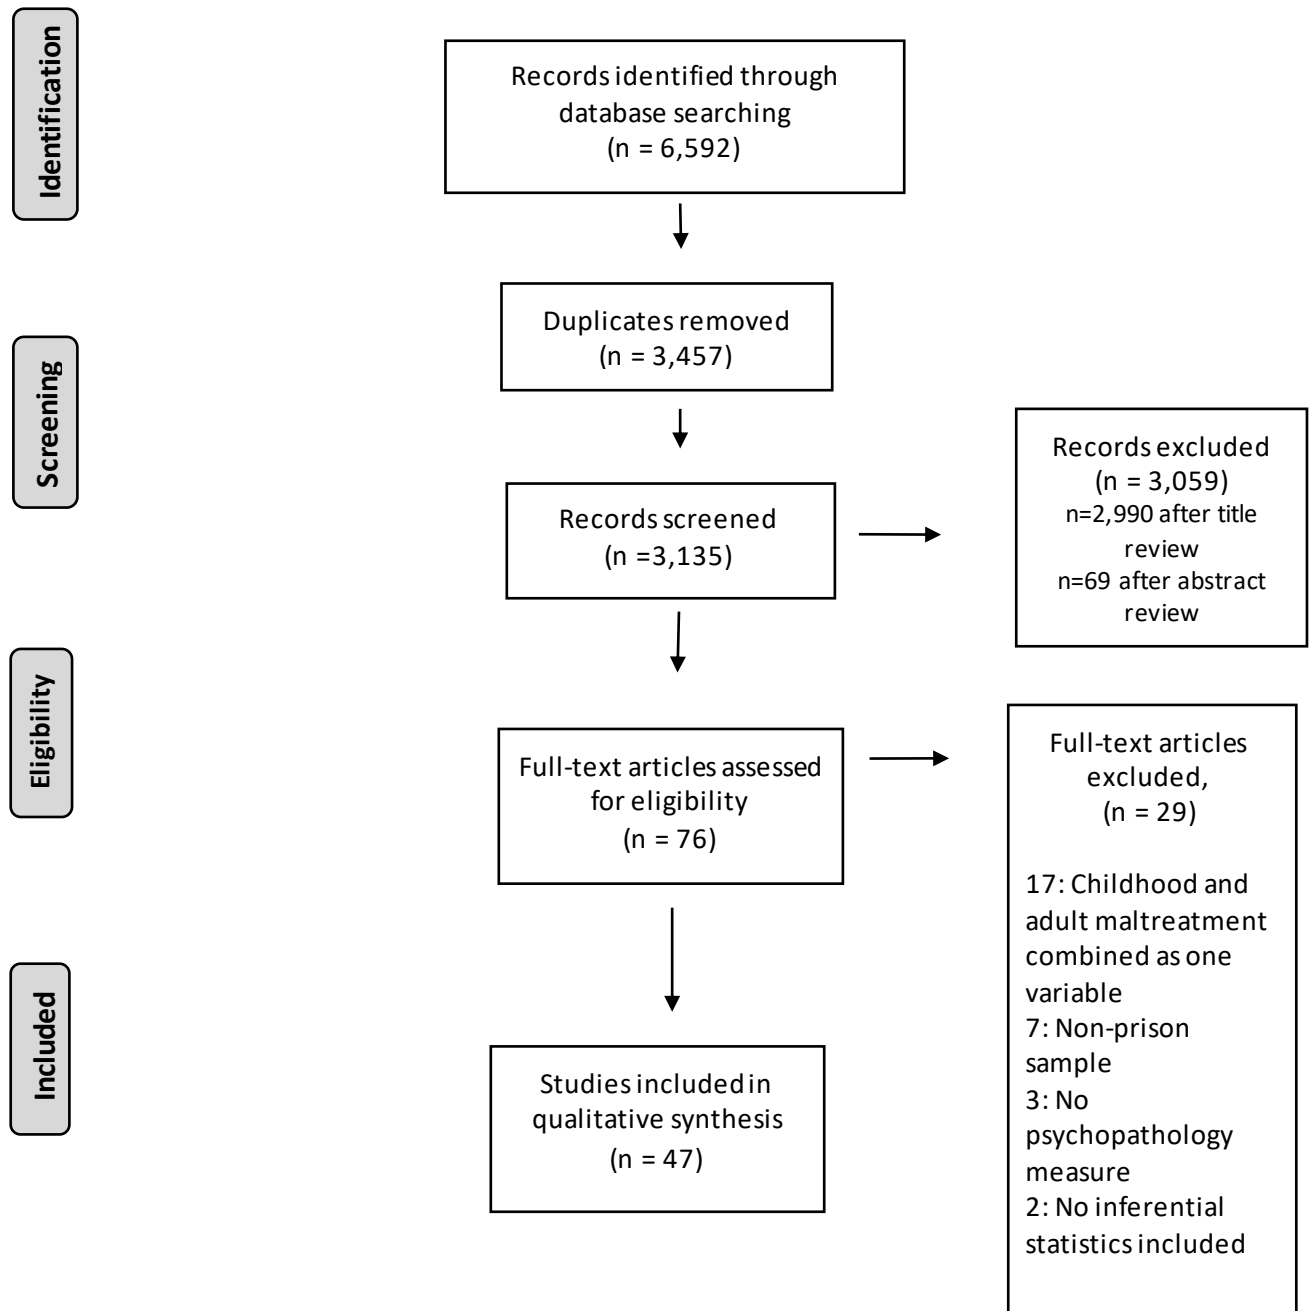 Identification
Records identified through
database searching
(n = 6,592)
Duplicates removed
(n = 3,457)
Screening
Records screened
(n =3,135)
Records excluded
(n = 3,059)
n=2,990 after title
review
n=69 after abstract
review
Eligibility
Full-text articles assessed
for eligibility
(n = 76)
Full-text articles
excluded,
(n = 29)
17: Childhood and
adult maltreatment
combined as one
variable
7: Non-prison
sample
3: No
psychopathology
measure
2: No inferential
statistics included
Included
Studies included in
qualitative synthesis
(n = 47)